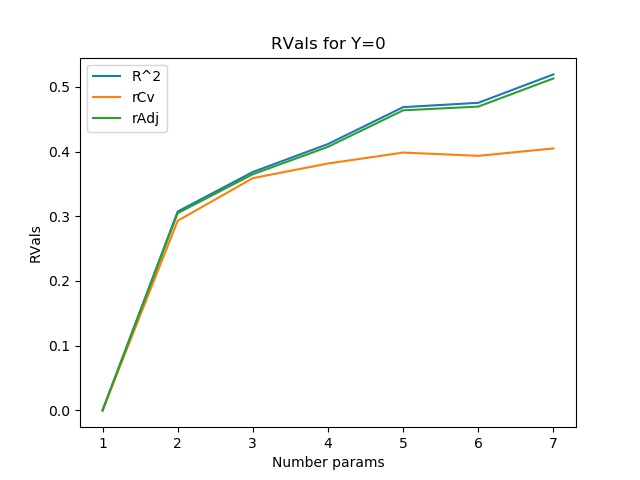 RVals for Y=0
R^2
rCv
rAdj
RVals
0.5
0.4
0.3
0.2
0.1
0.0
1 2 3 4 5 6 7
Number params